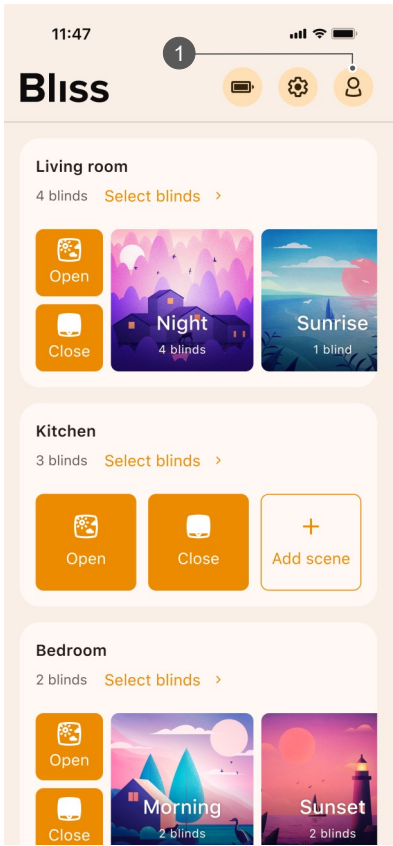 11:47
1
Blıss
Living room
4 blinds Select blinds >
Open
Close
Night
4 blinds
Sunrise
1 blind
Kitchen
3 blinds Select blinds >
Open
Close
+
Add scene
Bedroom
2 blinds Select blinds >
Open
Close
Morning
2 blinds
Sunset
2 blinds